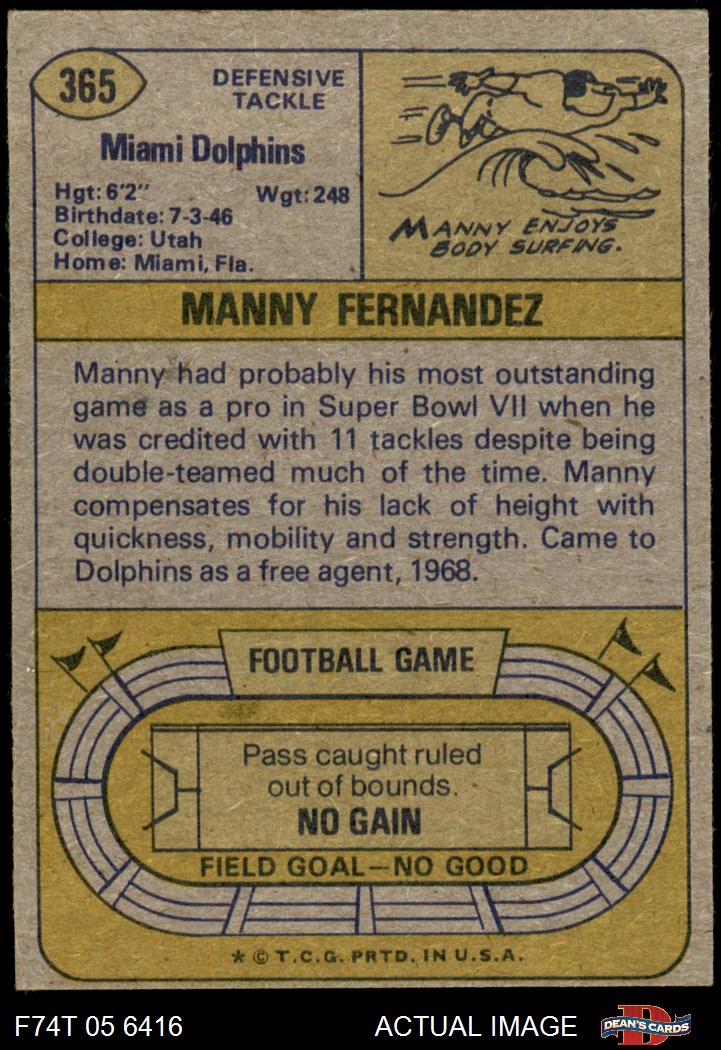 365
DEFENSIVE
TACKLE
Miami Dolphins
Hgt: 6'2" Wgt: 248
Birthdate: 7-3-46
College: Utah
Home: Miami, Fla.
MANNY ENJOYS
BODY SURFING.
MANNY FERNANDEZ
Manny had probably his most outstanding
game as a pro in Super Bowl VII when he
was credited with 11 tackles despite being
double-teamed much of the time. Manny
compensates for his lack of height with
quickness, mobility and strength. Came to
Dolphins as a free agent, 1968.
FOOTBALL GAME
Pass caught ruled
out of bounds.
NO GAIN
FIELD GOAL—NO GOOD
* © T.C.G. PRTD. IN U.S.A.
F74T 05 6416 ACTUAL IMAGE
DEAN'S CARDS